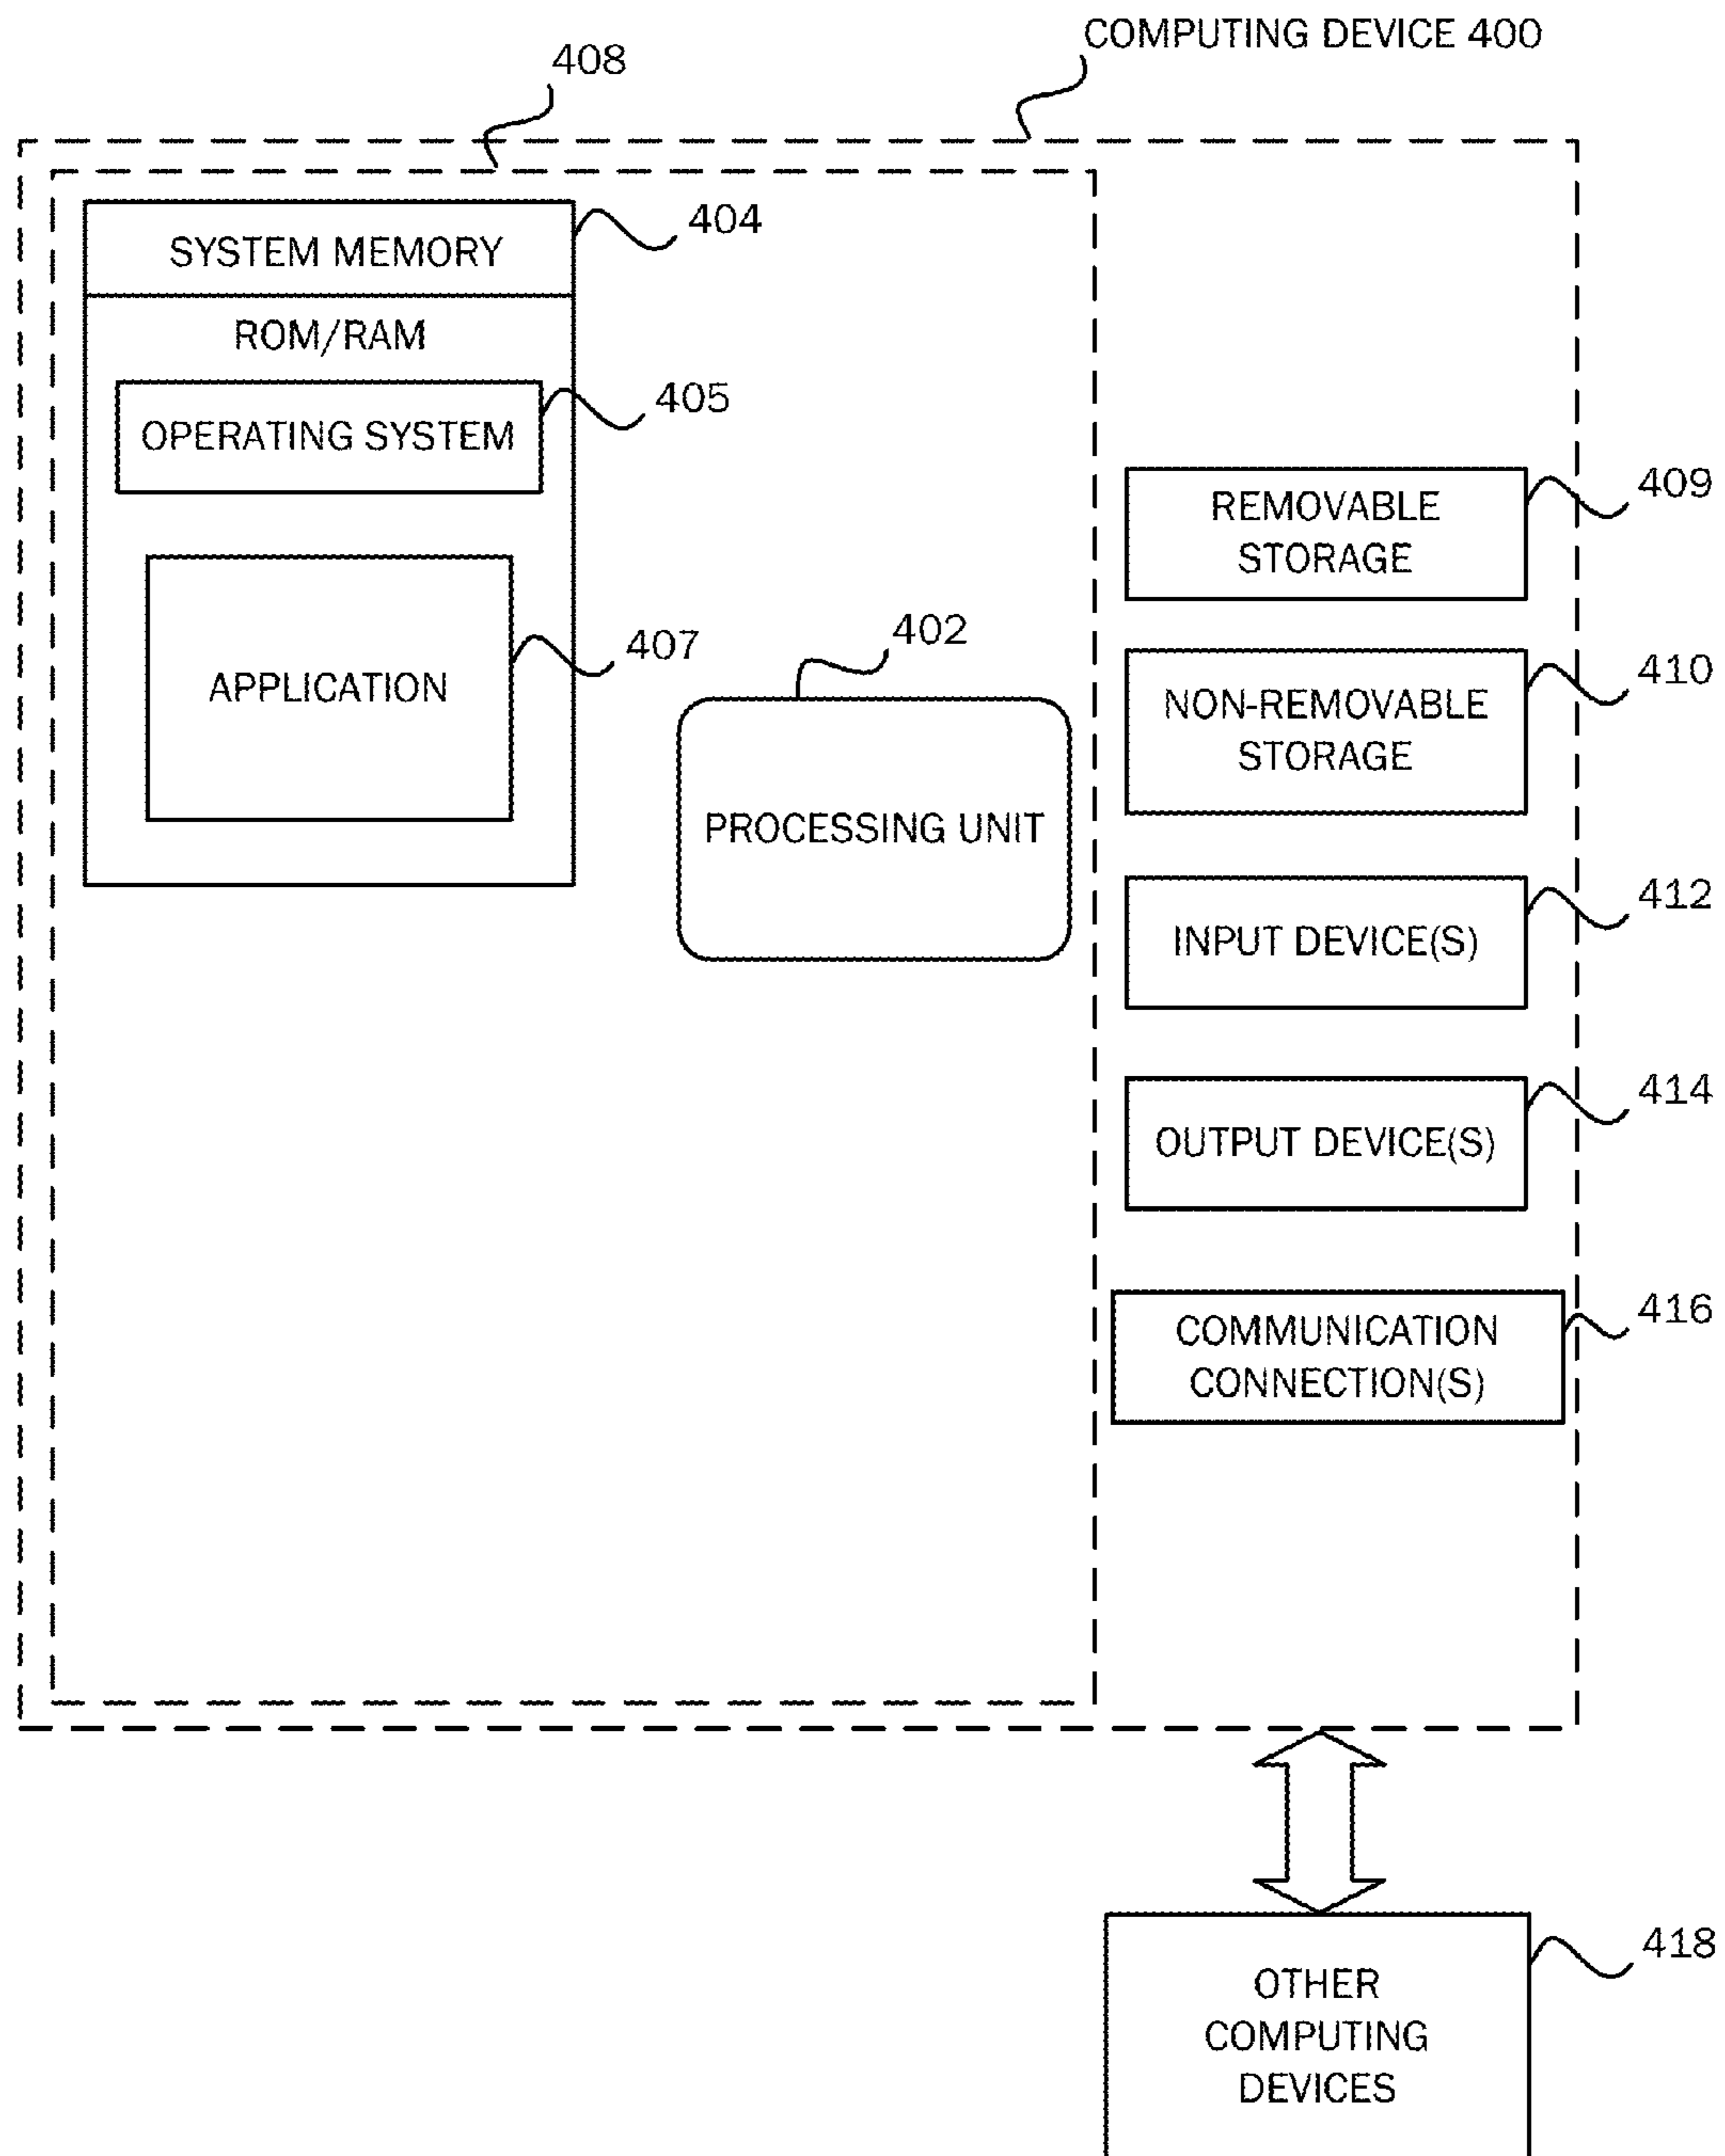 COMPUTING DEVICE 400
408
SYSTEM MEMORY
404
ROM/RAM
OPERATING SYSTEM
405
APPLICATION
407
402
PROCESSING UNIT
REMOVABLE
STORAGE
409
NON-REMOVABLE
STORAGE
410
INPUT DEVICE(S)
412
OUTPUT DEVICE(S)
414
COMMUNICATION
CONNECTION(S)
416
OTHER
COMPUTING
DEVICES
418